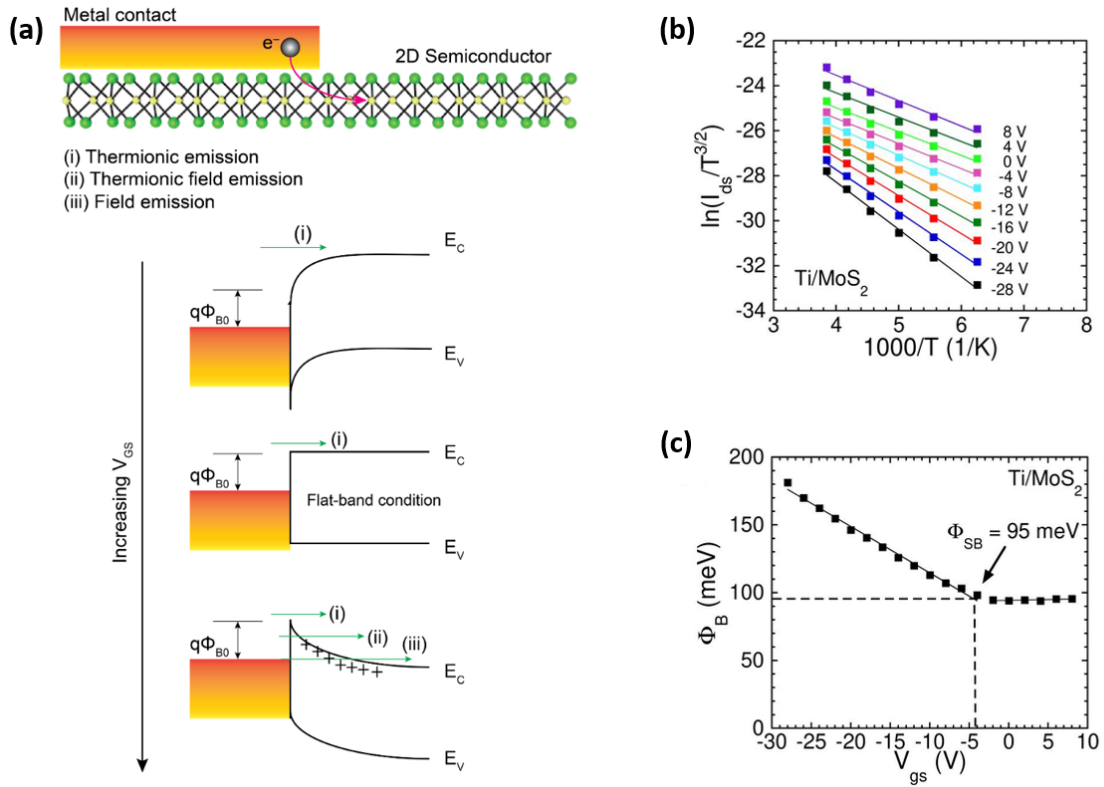 (a)
Metal contact
e⁻
2D Semiconductor
(i) Thermionic emission
(ii) Thermionic field emission
(iii) Field emission
Increasing V_GS
(i)
E_C
qΦ_B0
E_V
(i)
E_C
qΦ_B0
Flat-band condition
E_V
(i)
qΦ_B0
(ii)
(iii)
E_C
E_V
(b)
ln(I_ds/T^3/2)
-22
-24
-26
-28
-30
-32
-34
8 V
4 V
0 V
-4 V
-8 V
-12 V
-16 V
-20 V
-24 V
-28 V
Ti/MoS₂
3 4 5 6 7 8
1000/T (1/K)
(c)
Φ_B (meV)
200
150
100
50
0
Ti/MoS₂
Φ_SB = 95 meV
-30 -25 -20 -15 -10 -5 0 5 10
V_gs (V)